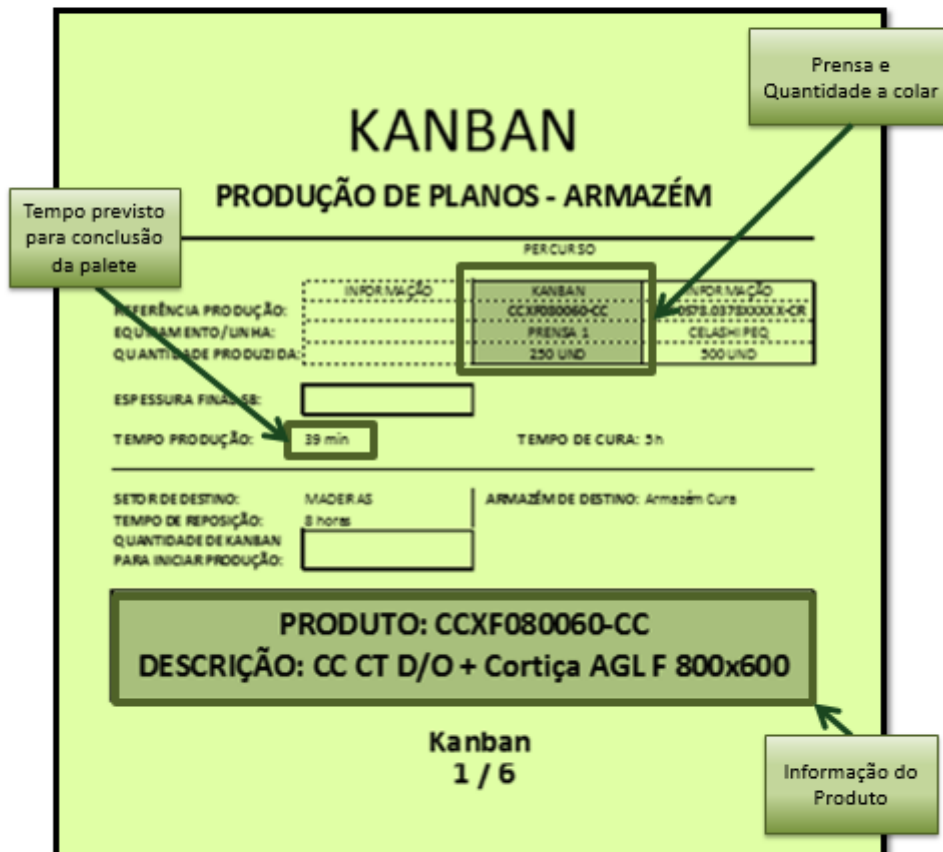 Prensa e
Quantidade a colar
KANBAN
PRODUÇÃO DE PLANOS - ARMAZÉM
Tempo previsto
para conclusão
da palete
PERCURSO
INFORMAÇÃO KANBAN INFORMAÇÃO
REFERÊNCIA PRODUÇÃO: CCXF080060-CC
EQUIPAMENTO/LINHA: PRENSA 1 CELASHI PEQ
QUANTIDADE PRODUZIDA: 250 UND 500 UND
ESPESSURA FINAL
TEMPO PRODUÇÃO: 39 min TEMPO DE CURA: 5h
SETOR DE DESTINO: MADEIRAS ARMAZÉM DE DESTINO: Armazém Cura
TEMPO DE REPOSIÇÃO: 8 horas
QUANTIDADE DE KANBAN
PARA INICIAR PRODUÇÃO:
PRODUTO: CCXF080060-CC
DESCRIÇÃO: CC CT D/O + Cortiça AGL F 800x600
Kanban
1 / 6
Informação do
Produto